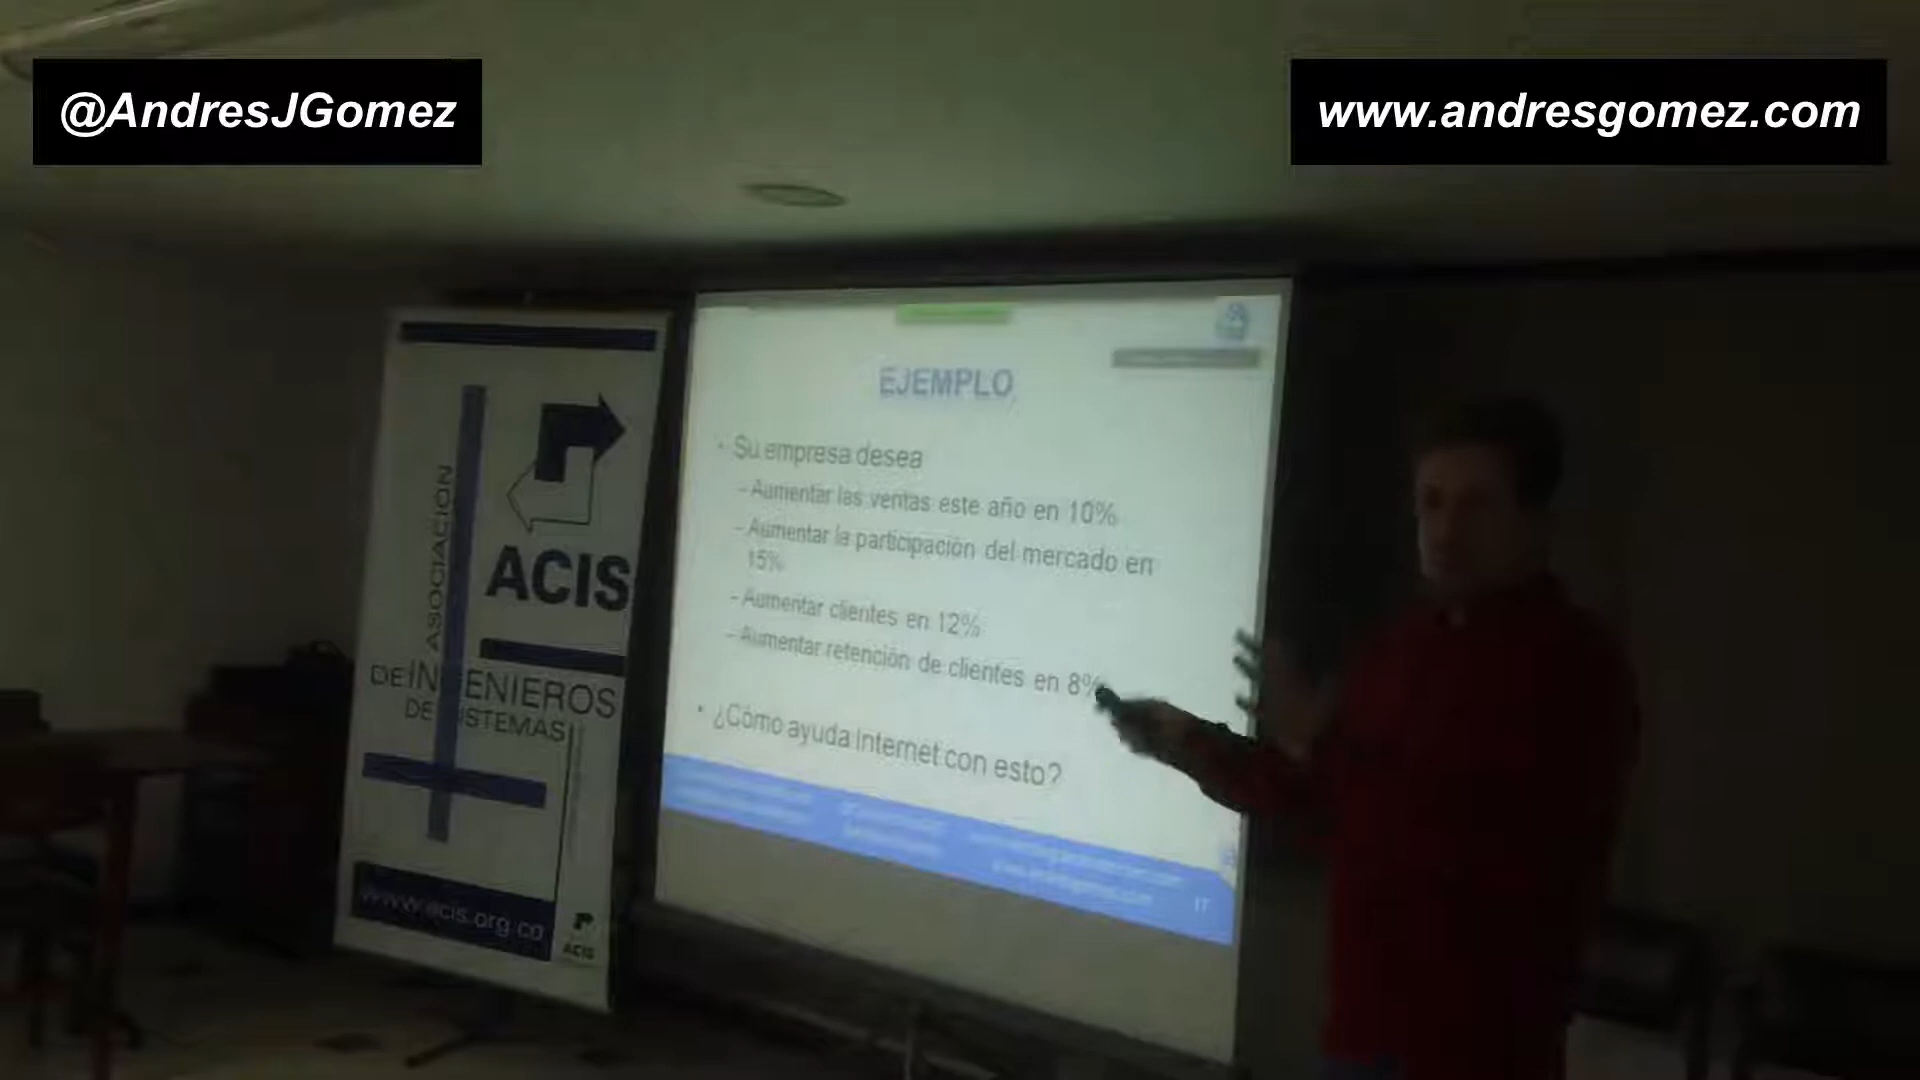 @AndresJGomez
www.andresgomez.com
ASOCIACIÓN
ACIS
DE INGENIEROS
DE SISTEMAS
www.acis.org.co
ACIS
EJEMPLO
• Su empresa desea
– Aumentar las ventas este año en 10%
– Aumentar la participación del mercado en
15%
– Aumentar clientes en 12%
– Aumentar retención de clientes en 8%
• ¿Cómo ayuda Internet con esto?
17